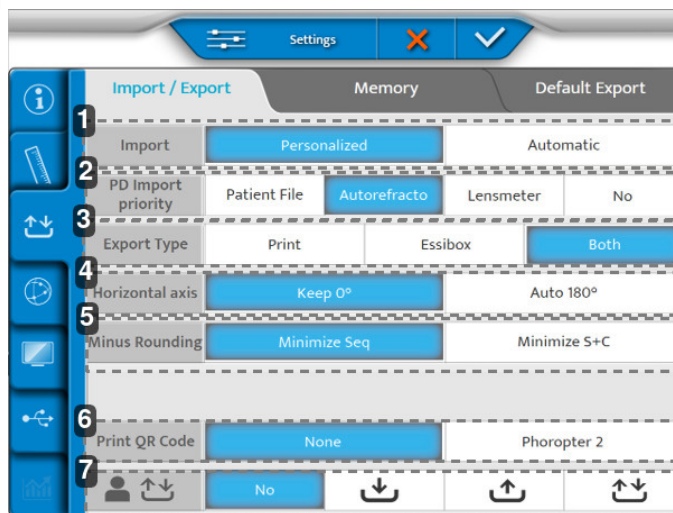 Settings
Import / Export Memory Default Export
1
Import Personalized Automatic
2
PD Import priority Patient File Autorefracto Lensmeter No
3
Export Type Print Essibox Both
4
Horizontal axis Keep 0° Auto 180°
5
Minus Rounding Minimize Seq Minimize S+C
6
Print QR Code None Phoropter 2
7
No